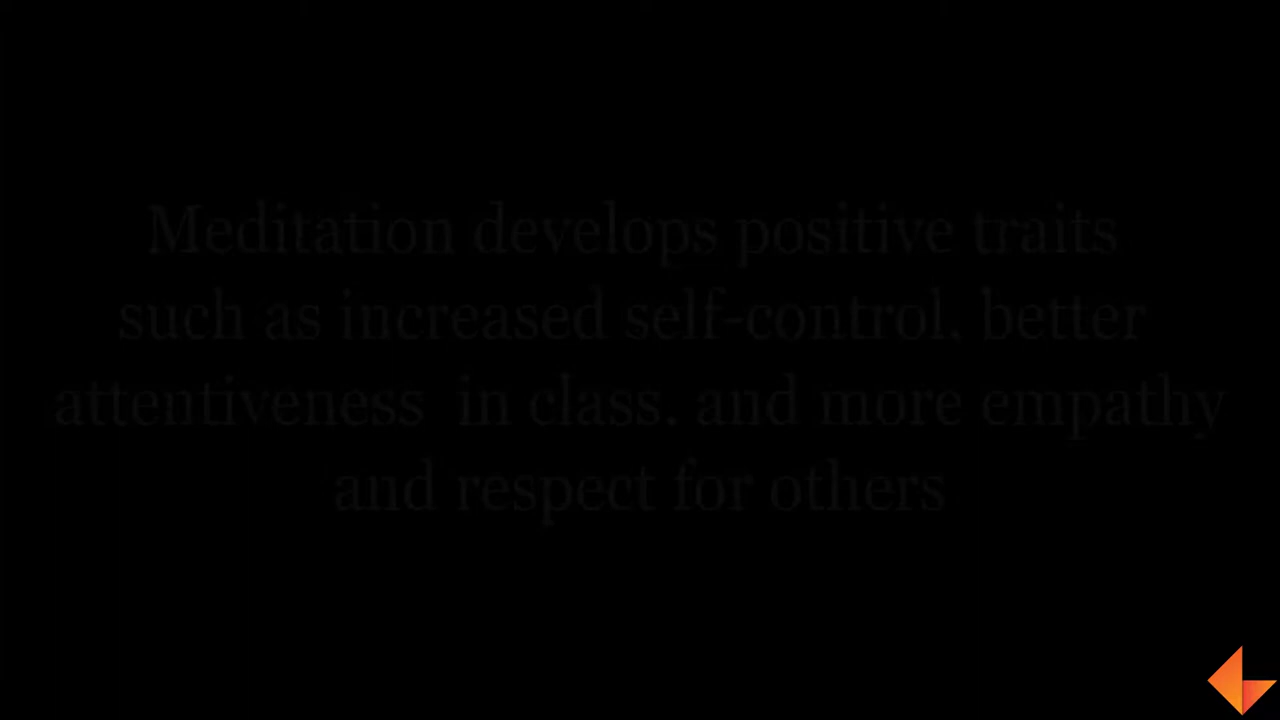 Meditation develops positive traits
such as increased self-control, better
attentiveness in class, and more empathy
and respect for others